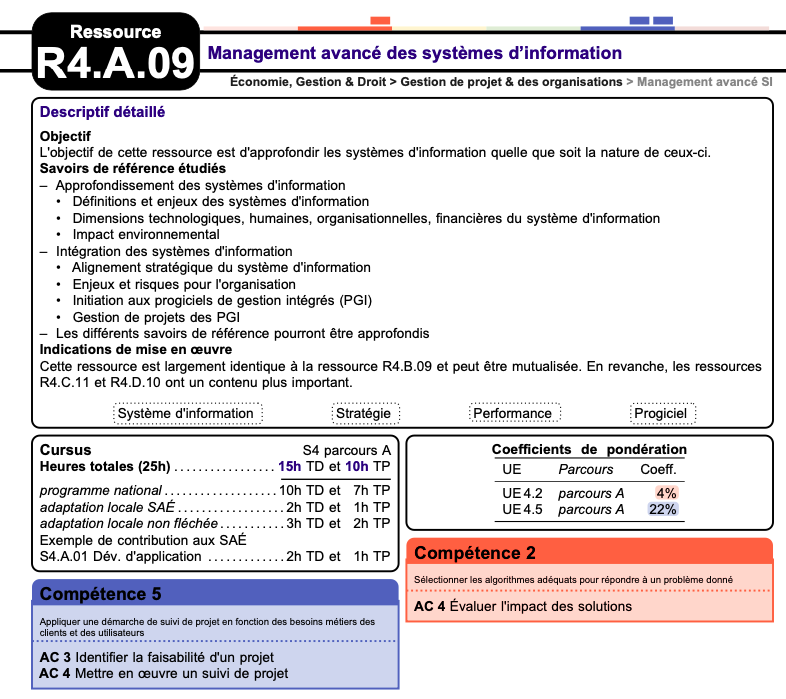 Ressource
R4.A.09
Management avancé des systèmes d'information
Économie, Gestion & Droit > Gestion de projet & des organisations > Management avancé SI
Descriptif détaillé
Objectif
L'objectif de cette ressource est d'approfondir les systèmes d'information quelle que soit la nature de ceux-ci.
Savoirs de référence étudiés
– Approfondissement des systèmes d'information
• Définitions et enjeux des systèmes d'information
• Dimensions technologiques, humaines, organisationnelles, financières du système d'information
• Impact environnemental
– Intégration des systèmes d'information
• Alignement stratégique du système d'information
• Enjeux et risques pour l'organisation
• Initiation aux progiciels de gestion intégrés (PGI)
• Gestion de projets des PGI
– Les différents savoirs de référence pourront être approfondis
Indications de mise en œuvre
Cette ressource est largement identique à la ressource R4.B.09 et peut être mutualisée. En revanche, les ressources
R4.C.11 et R4.D.10 ont un contenu plus important.
Système d'information Stratégie Performance Progiciel
Cursus S4 parcours A
Heures totales (25h) . . . . . . . . . . . . . . . . . 15h TD et 10h TP
programme national . . . . . . . . . . . . . . . . . . . 10h TD et 7h TP
adaptation locale SAÉ . . . . . . . . . . . . . . . . . . 2h TD et 1h TP
adaptation locale non fléchée . . . . . . . . . . . 3h TD et 2h TP
Exemple de contribution aux SAÉ
S4.A.01 Dév. d'application . . . . . . . . . . . . . 2h TD et 1h TP
Coefficients de pondération
UE Parcours Coeff.
UE 4.2 parcours A 4%
UE 4.5 parcours A 22%
Compétence 2
Sélectionner les algorithmes adéquats pour répondre à un problème donné
AC 4 Évaluer l'impact des solutions
Compétence 5
Appliquer une démarche de suivi de projet en fonction des besoins métiers des
clients et des utilisateurs
AC 3 Identifier la faisabilité d'un projet
AC 4 Mettre en œuvre un suivi de projet